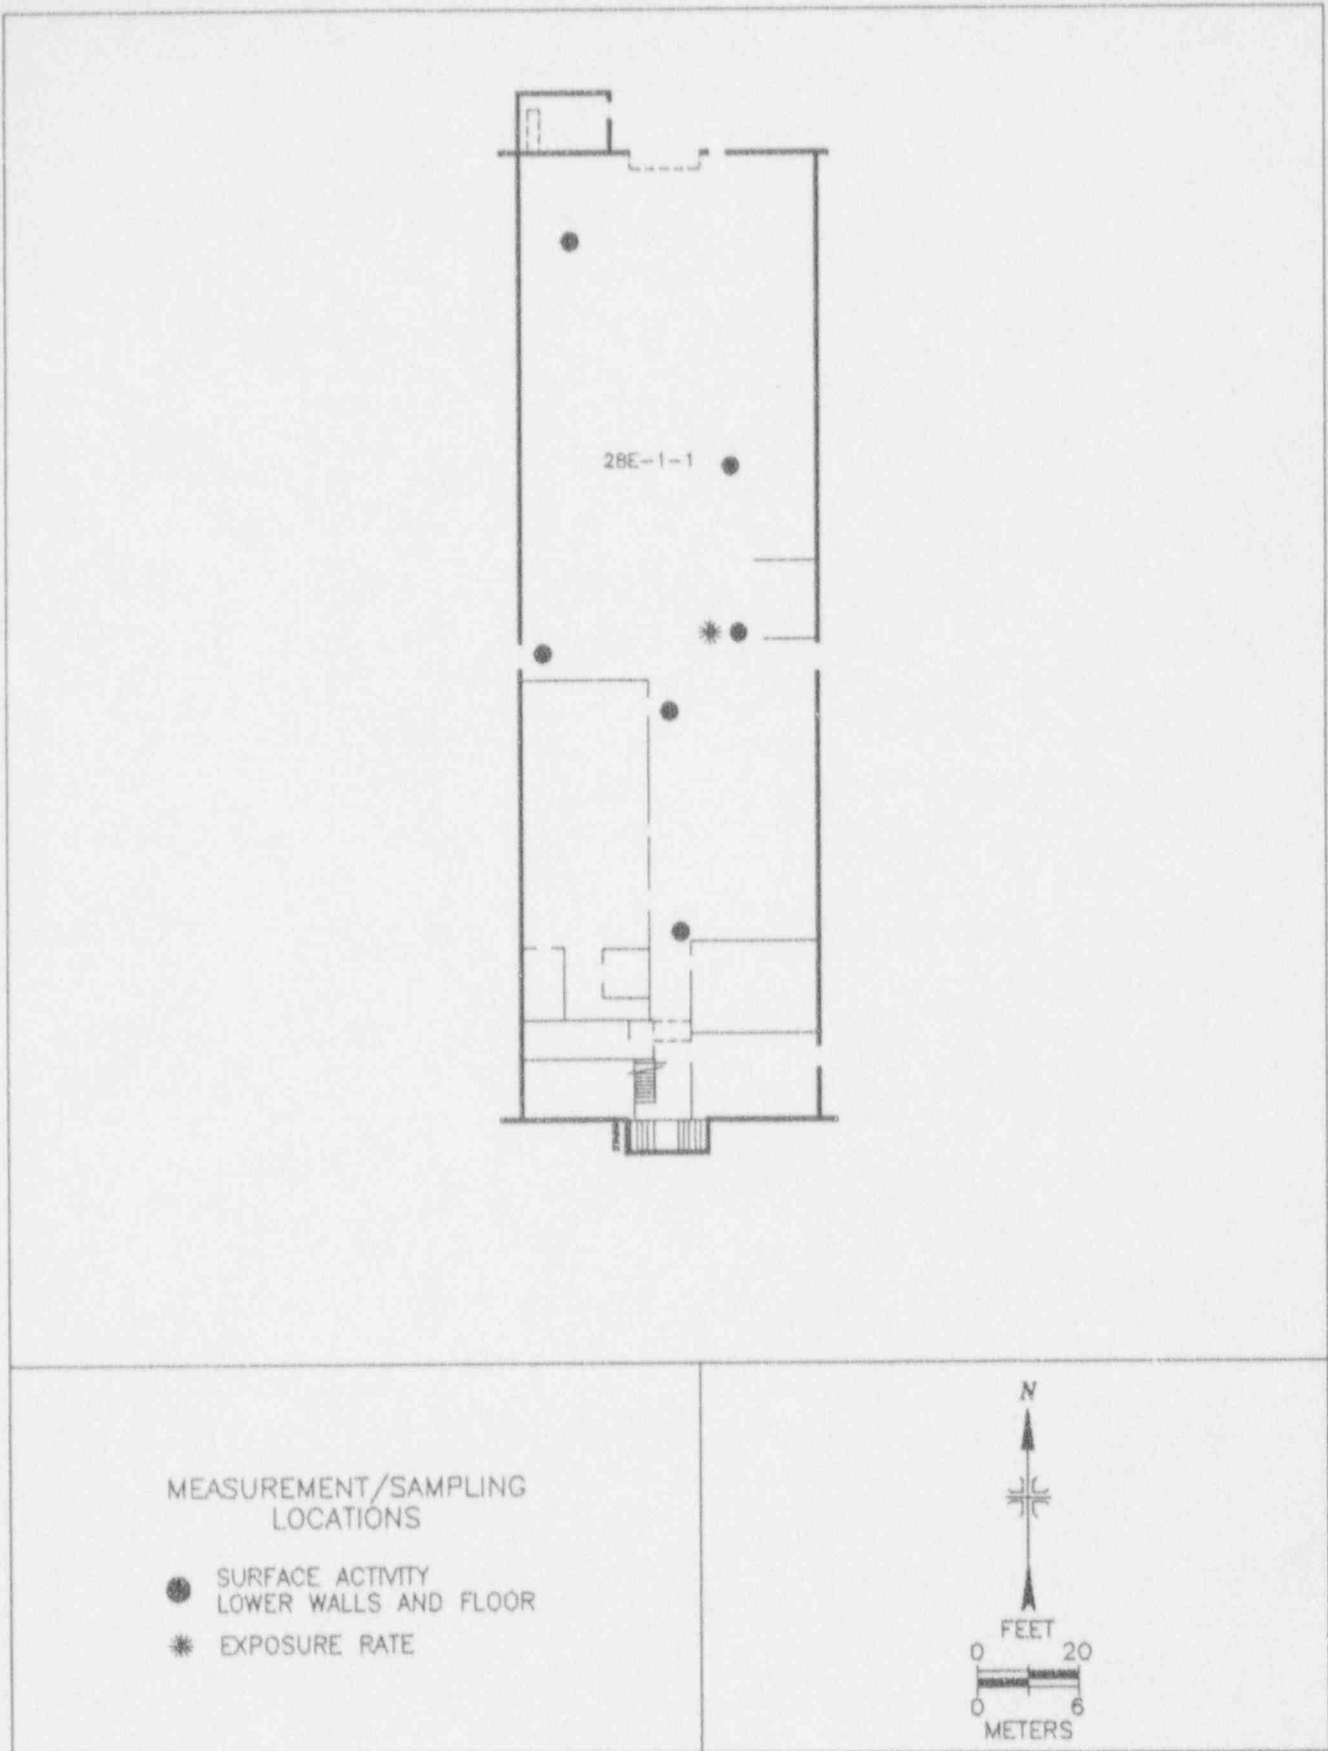 28E-1-1
MEASUREMENT/SAMPLING
LOCATIONS
SURFACE ACTIVITY
LOWER WALLS AND FLOOR
EXPOSURE RATE
N
FEET
0 20
0 6
METERS